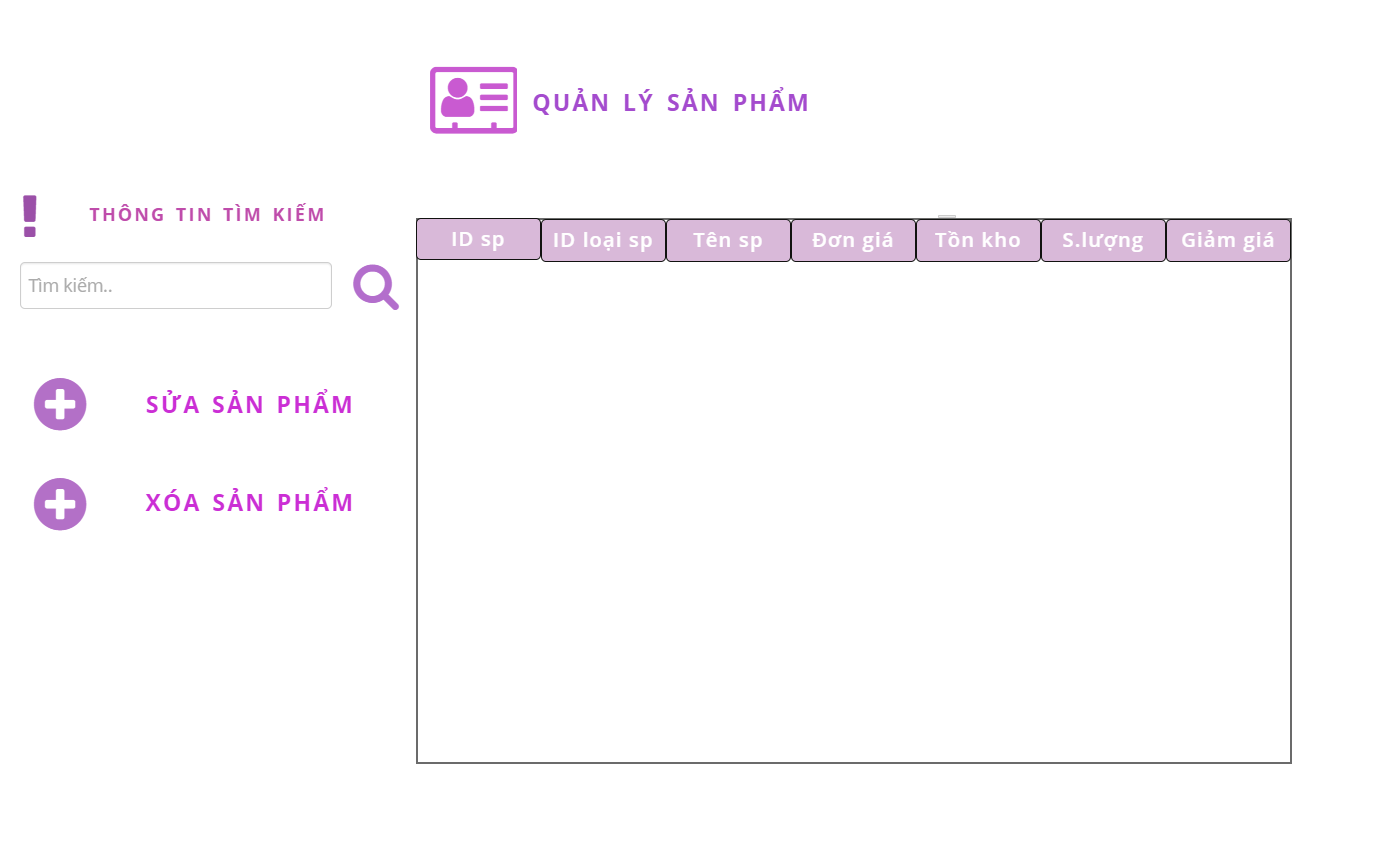 QUẢN LÝ SẢN PHẨM
THÔNG TIN TÌM KIẾM
Tìm kiếm..
SỬA SẢN PHẨM
XÓA SẢN PHẨM
ID sp ID loại sp Tên sp Đơn giá Tồn kho S.lượng Giảm giá